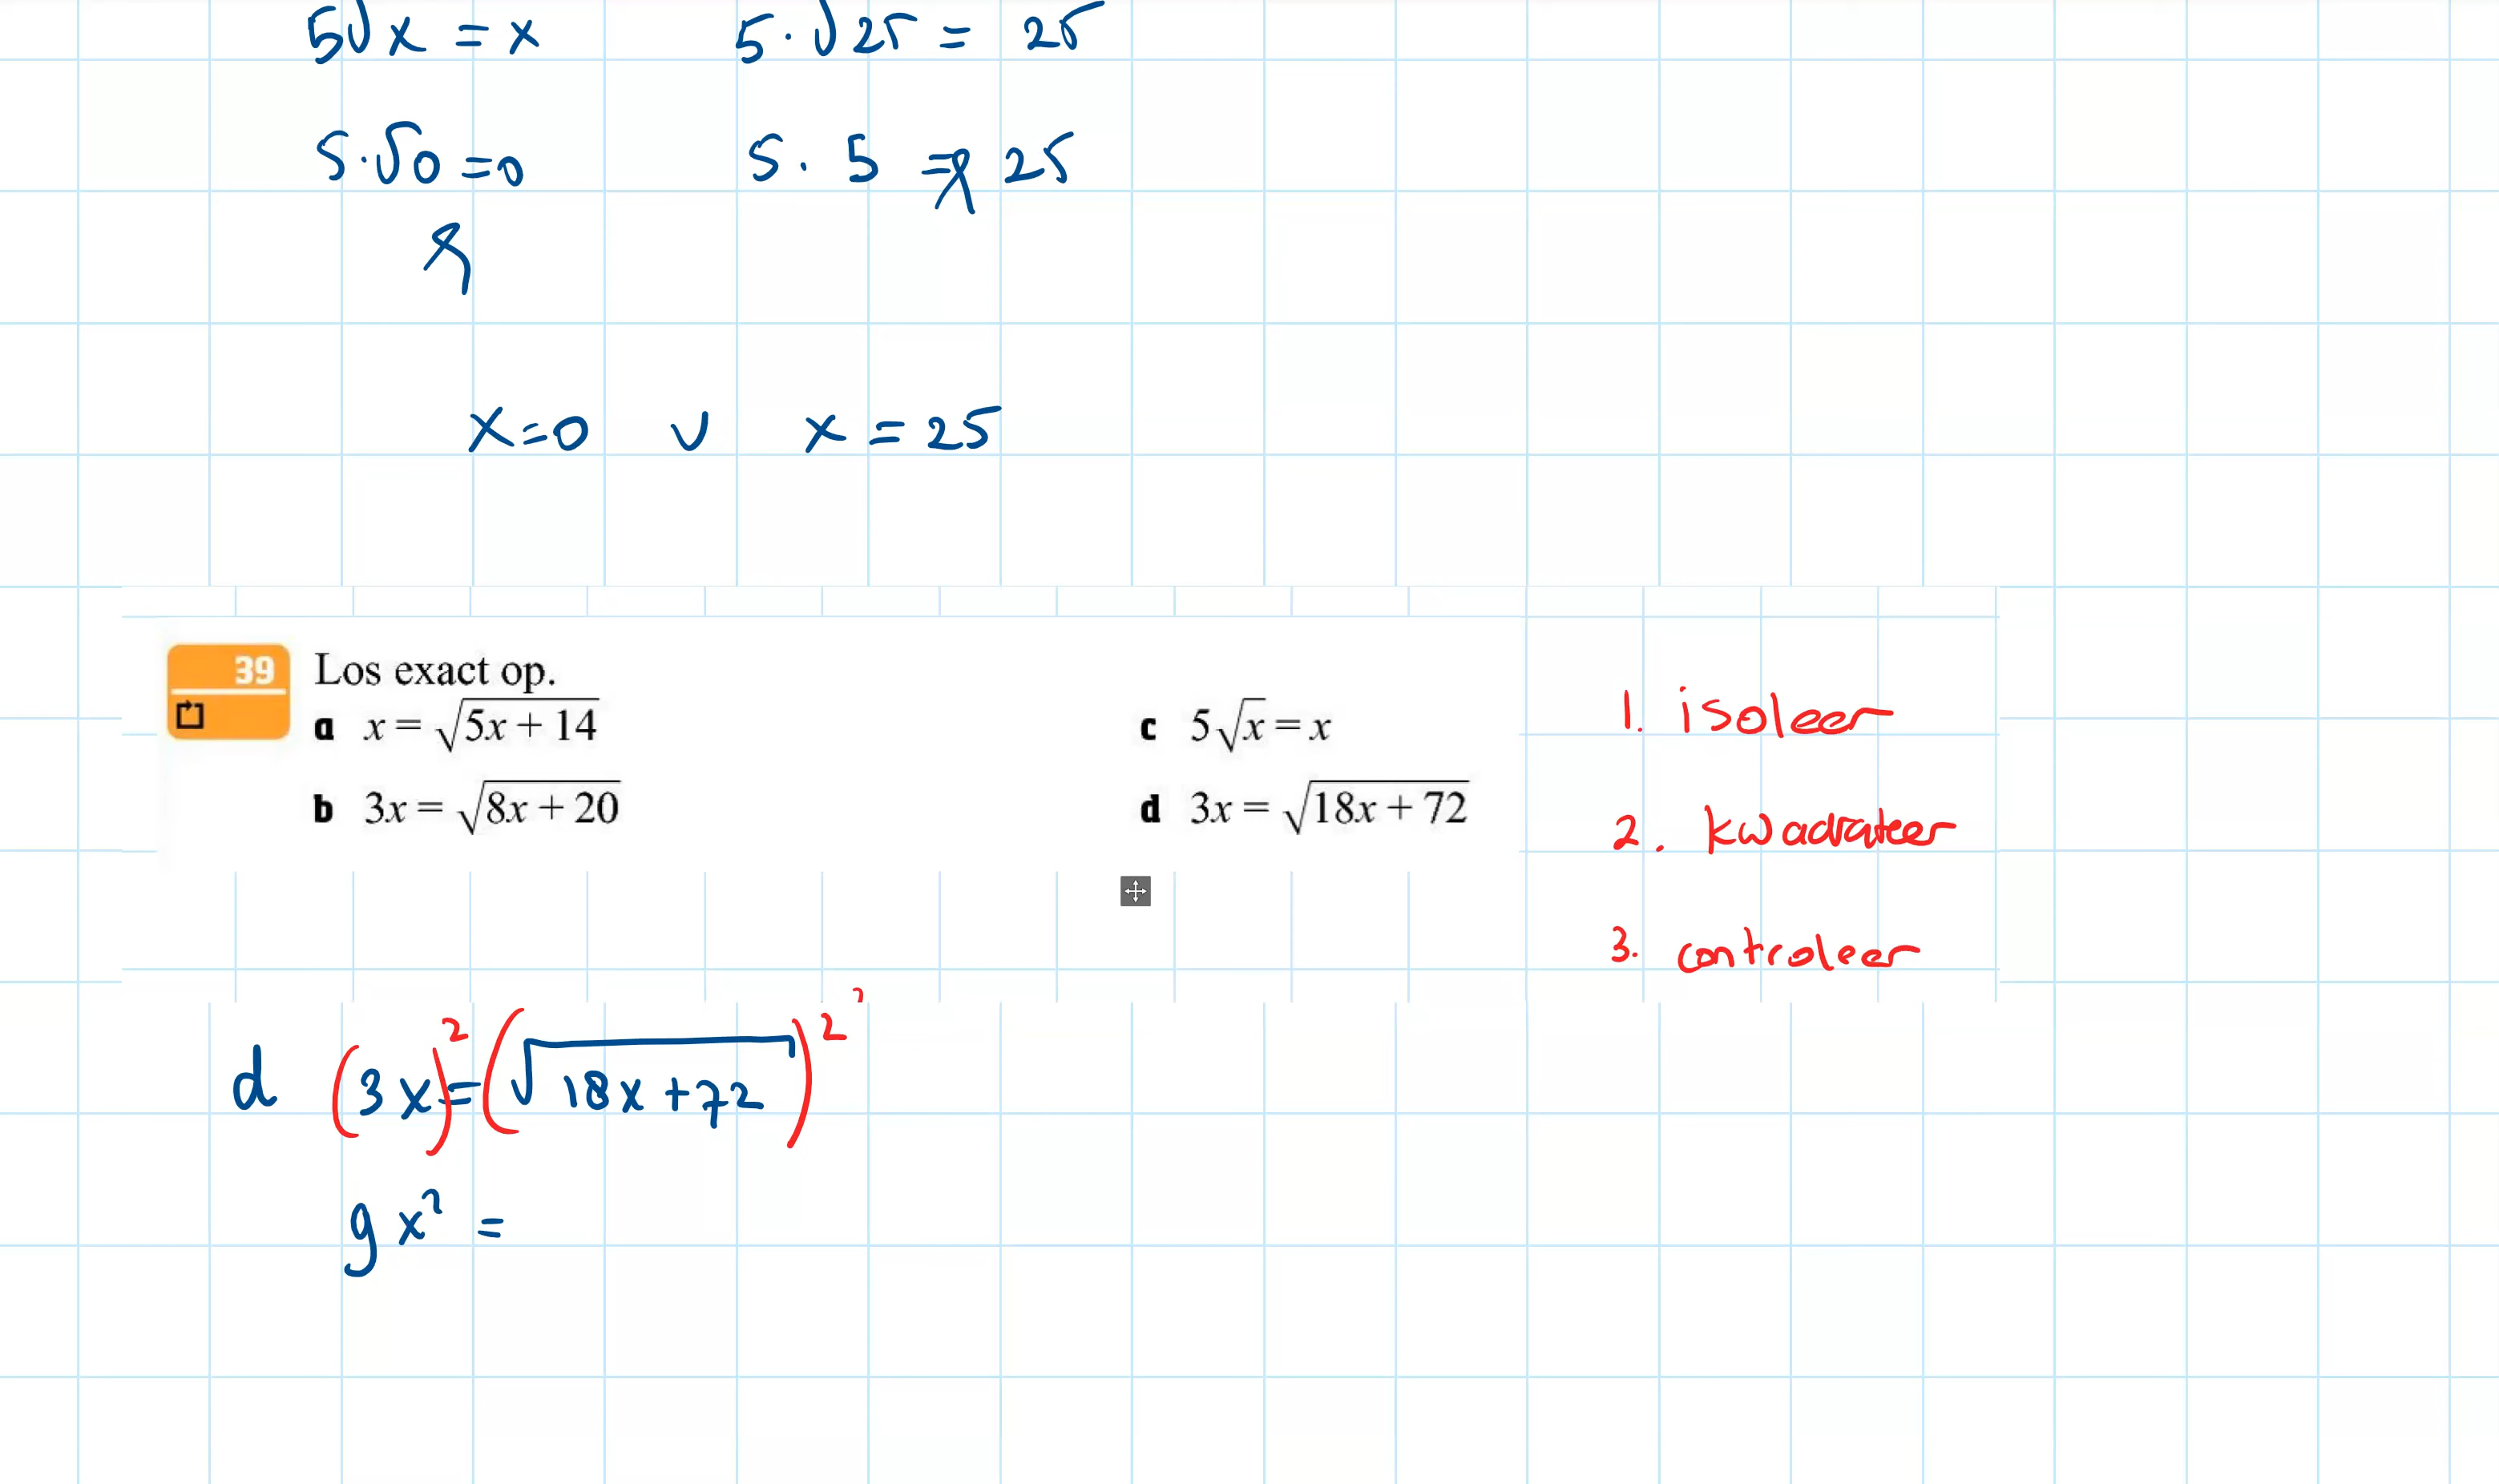 5√x = x 5·√25 = 25
5·√0 = 0 5·5 = 25
x=0 ∨ x = 25
39 Los exact op.
a x = √(5x + 14) c 5√x = x
b 3x = √(8x + 20) d 3x = √(18x + 72)
1. isoleer
2. kwadrateer
3. controleer
d (3x)² = (√(18x+72))²
9x² =